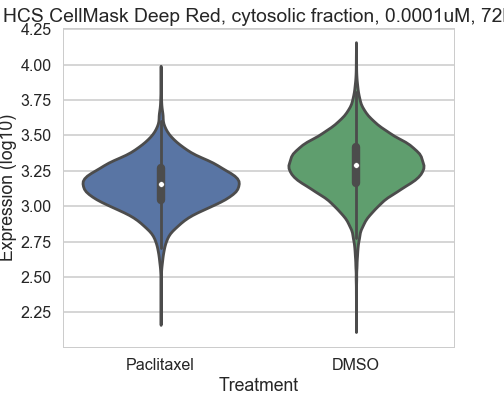 HCS CellMask Deep Red, cytosolic fraction, 0.0001uM, 72
4.25
4.00
3.75
3.50
3.25
3.00
2.75
2.50
2.25
Expression (log10)
Paclitaxel
DMSO
Treatment